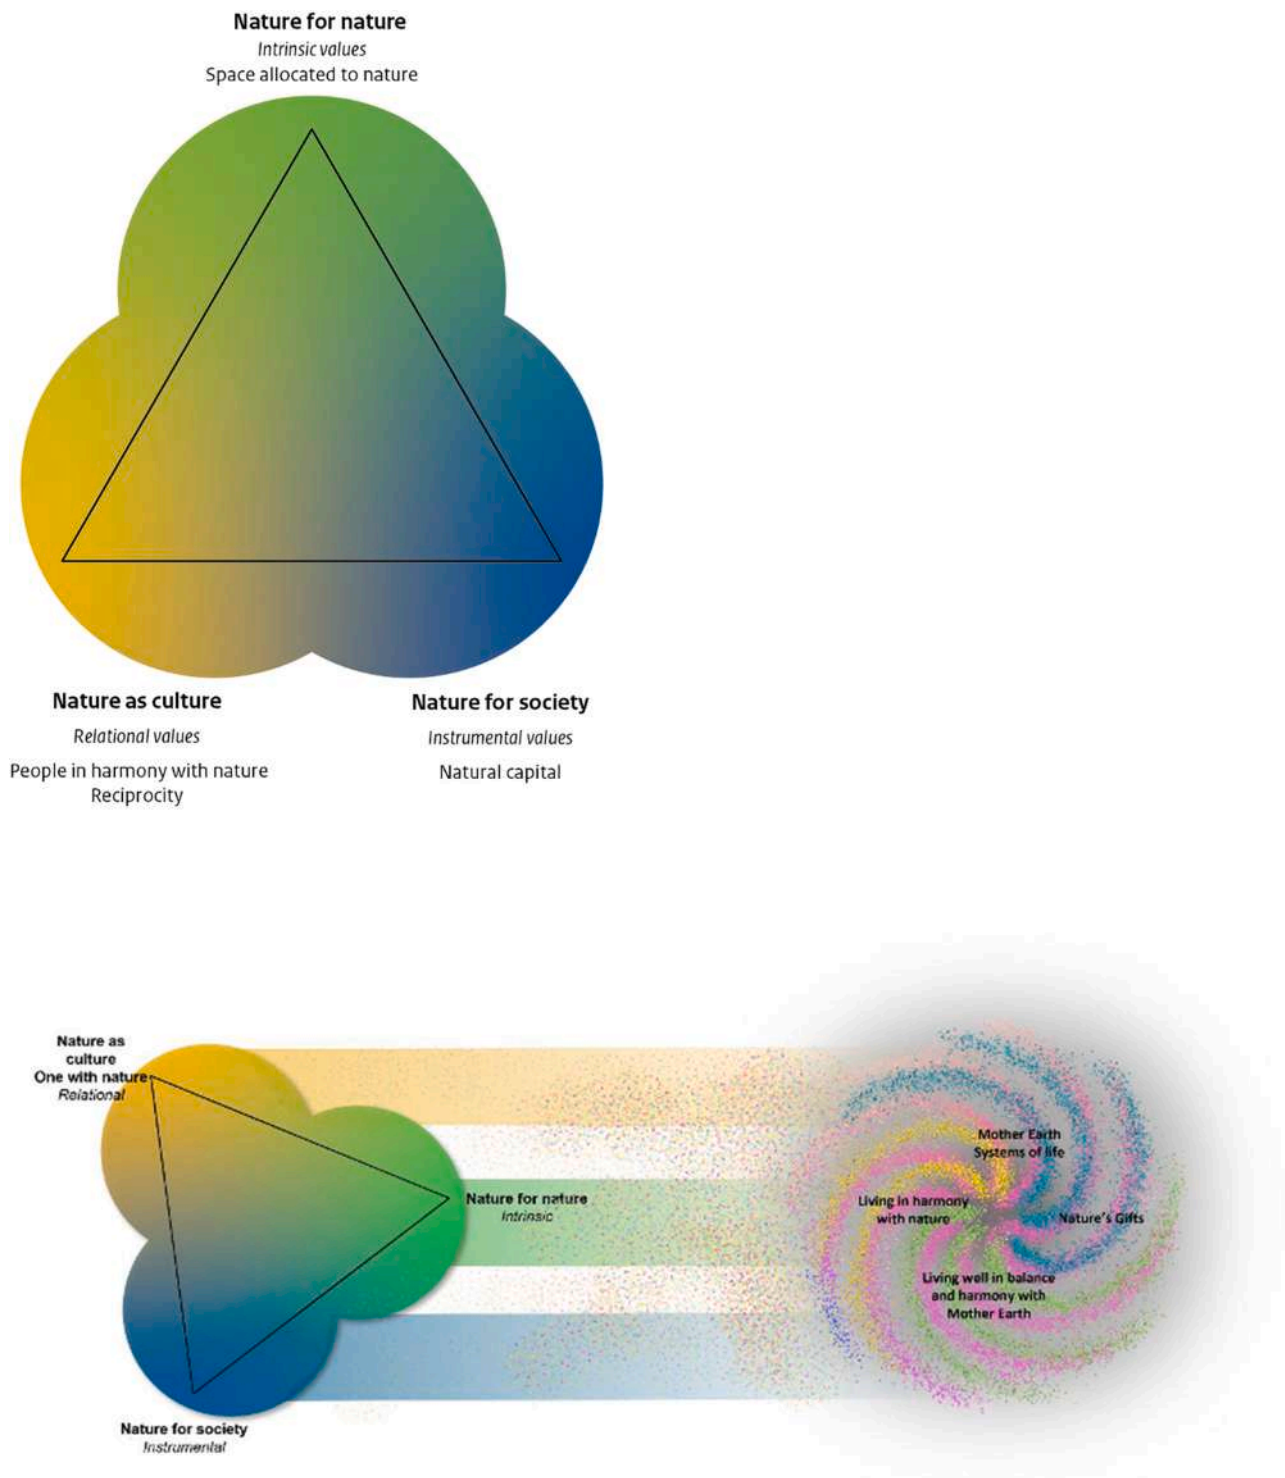 Nature for nature
Intrinsic values
Space allocated to nature
Nature as culture
Relational values
People in harmony with nature
Reciprocity
Nature for society
Instrumental values
Natural capital
Nature as
culture
One with nature
Relational
Nature for nature
Intrinsic
Nature for society
Instrumental
Mother Earth
Systems of life
Living in harmony
with nature
Nature's Gifts
Living well in balance
and harmony with
Mother Earth